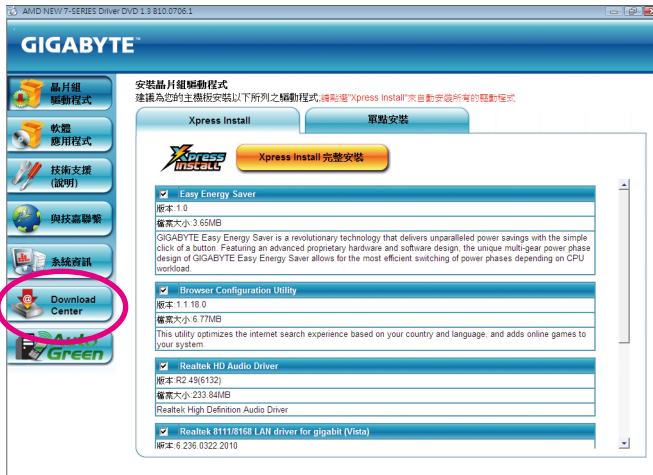 AMD NEW 7-SERIES Driver DVD 1.3 B10.0706.1
GIGABYTE™
晶片組
驅動程式
軟體
應用程式
技術支援
(說明)
與技嘉聯繫
系統資訊
Download
Center
Auto
Green
安裝晶片組驅動程式
建議為您的主機板安裝以下所列之驅動程式;請點選"Xpress Install"來自動安裝所有的驅動程式
Xpress Install
單點安裝
Xpress
Install
Xpress Install 完整安裝
Easy Energy Saver
版本:1.0
檔案大小:3.65MB
GIGABYTE Easy Energy Saver is a revolutionary technology that delivers unparalleled power savings with the simple
click of a button. Featuring an advanced proprietary hardware and software design, the unique multi-gear power phase
design of GIGABYTE Easy Energy Saver allows for the most efficient switching of power phases depending on CPU
workload.
Browser Configuration Utility
版本:1.1.18.0
檔案大小:6.77MB
This utility optimizes the internet search experience based on your country and language, and adds online games to
your system.
Realtek HD Audio Driver
版本:R2.49(6132)
檔案大小:233.84MB
Realtek High Definition Audio Driver
Realtek 8111/8168 LAN driver for gigabit (Vista)
版本:6.236.0322.2010